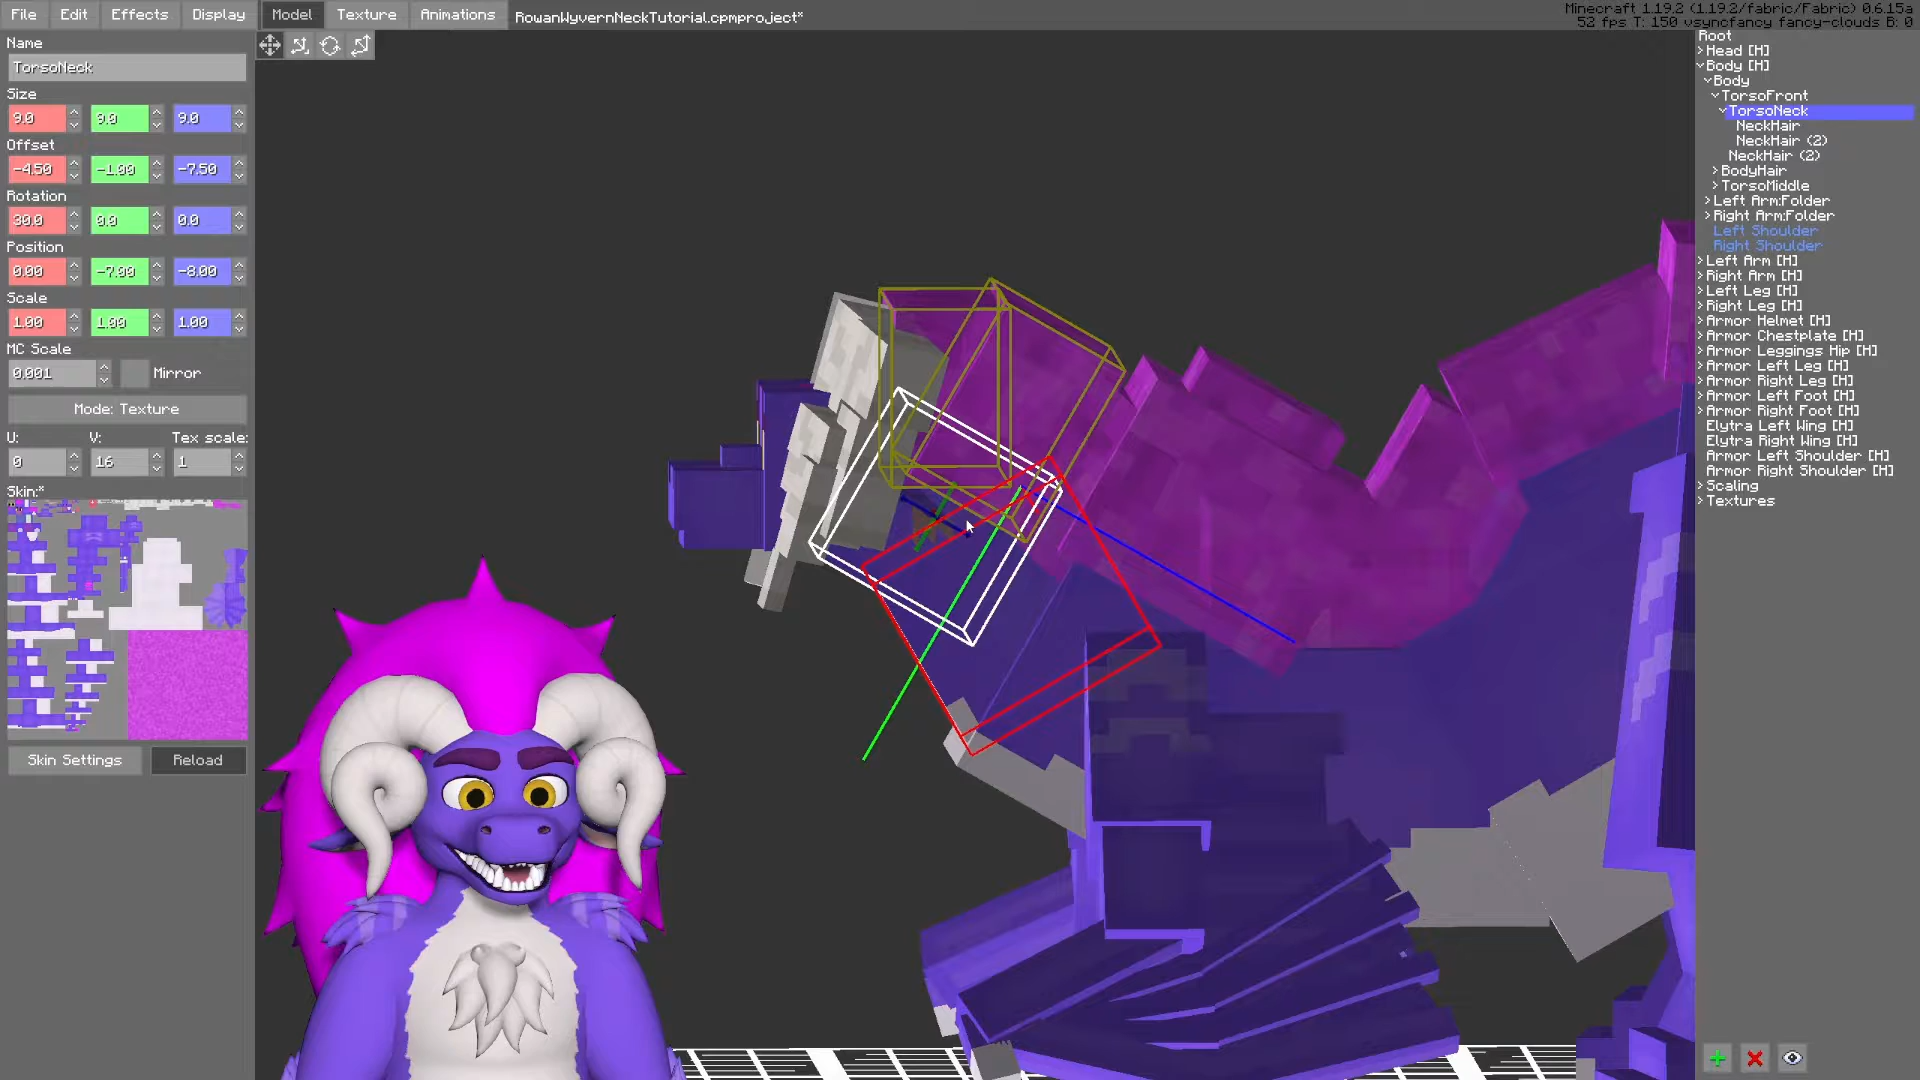 File Edit Effects Display Model Texture Animations RowanWyvernNeckTutorial.cpmproject*
Minecraft 1.19.2 (1.19.2/fabric/Fabric) 0.6.15a
52 fps T: 150 vsyncfancy fancy-clouds B: 0
Name
TorsoNeck
Size
9.0 9.0 9.0
Offset
-4.50 -1.00 -7.50
Rotation
30.0 0.0 0.0
Position
0.00 -7.00 -8.00
Scale
1.00 1.00 1.00
MC Scale
0.001 Mirror
Mode: Texture
U: V: Tex scale:
0 16 1
Skin:*
Skin Settings Reload
Root
Head [H]
Body [H]
Body
TorsoFront
TorsoNeck
NeckHair
NeckHair (2)
NeckHair (2)
BodyHair
TorsoMiddle
Left Arm:Folder
Right Arm:Folder
Left Shoulder
Right Shoulder
Left Arm [H]
Right Arm [H]
Left Leg [H]
Right Leg [H]
Armor Helmet [H]
Armor Chestplate [H]
Armor Leggings Hip [H]
Armor Left Leg [H]
Armor Right Leg [H]
Armor Left Foot [H]
Armor Right Foot [H]
Elytra Left Wing [H]
Elytra Right Wing [H]
Armor Left Shoulder [H]
Armor Right Shoulder [H]
Scaling
Textures